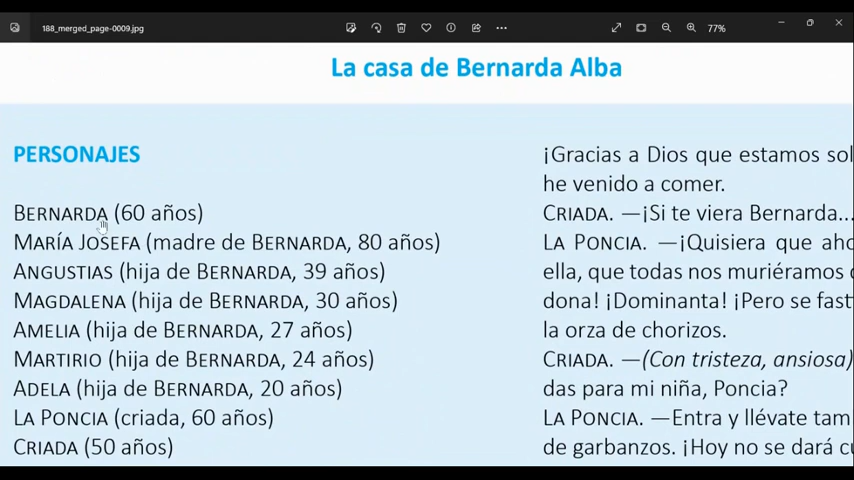 188_merged_page-0009.jpg
77%
La casa de Bernarda Alba
PERSONAJES
BERNARDA (60 años)
MARÍA JOSEFA (madre de BERNARDA, 80 años)
ANGUSTIAS (hija de BERNARDA, 39 años)
MAGDALENA (hija de BERNARDA, 30 años)
AMELIA (hija de BERNARDA, 27 años)
MARTIRIO (hija de BERNARDA, 24 años)
ADELA (hija de BERNARDA, 20 años)
LA PONCIA (criada, 60 años)
CRIADA (50 años)
¡Gracias a Dios que estamos sol
he venido a comer.
CRIADA. —¡Si te viera Bernarda...
LA PONCIA. —¡Quisiera que aho
ella, que todas nos muriéramos
dona! ¡Dominanta! ¡Pero se fast
la orza de chorizos.
CRIADA. —(Con tristeza, ansiosa)
das para mi niña, Poncia?
LA PONCIA. —Entra y llévate tam
de garbanzos. ¡Hoy no se dará cu